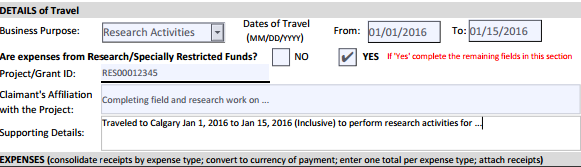 DETAILS of Travel
Business Purpose: Research Activities Dates of Travel (MM/DD/YYYY) From: 01/01/2016 To: 01/15/2016
Are expenses from Research/Specially Restricted Funds? NO ✔ YES If 'Yes' complete the remaining fields in this section
Project/Grant ID: RES00012345
Claimant's Affiliation with the Project: Completing field and research work on ...
Supporting Details: Traveled to Calgary Jan 1, 2016 to Jan 15, 2016 (Inclusive) to perform research activities for ...
EXPENSES (consolidate receipts by expense type; convert to currency of payment; enter one total per expense type; attach receipts)